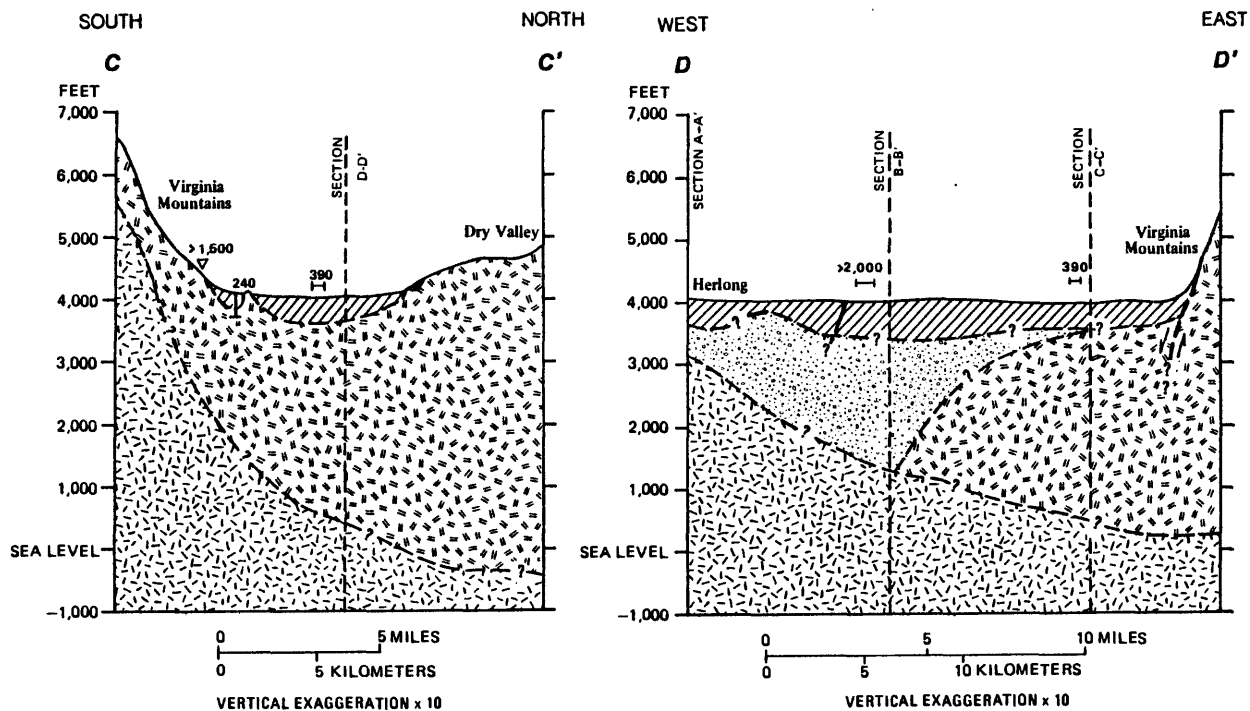 SOUTH
NORTH
C
C'
FEET
7,000
6,000
5,000
4,000
3,000
2,000
1,000
SEA LEVEL
−1,000
Virginia
Mountains
>1,600
240
390
SECTION
D-D'
Dry Valley
?
0 5 MILES
0 5 KILOMETERS
VERTICAL EXAGGERATION x 10
WEST
EAST
D
D'
FEET
7,000
6,000
5,000
4,000
3,000
2,000
1,000
SEA LEVEL
−1,000
SECTION A-A'
SECTION
B-B'
SECTION
C-C'
Herlong
>2,000
390
Virginia
Mountains
?
?
?
?
?
?
?
?
?
0 5 10 MILES
0 5 10 KILOMETERS
VERTICAL EXAGGERATION x 10